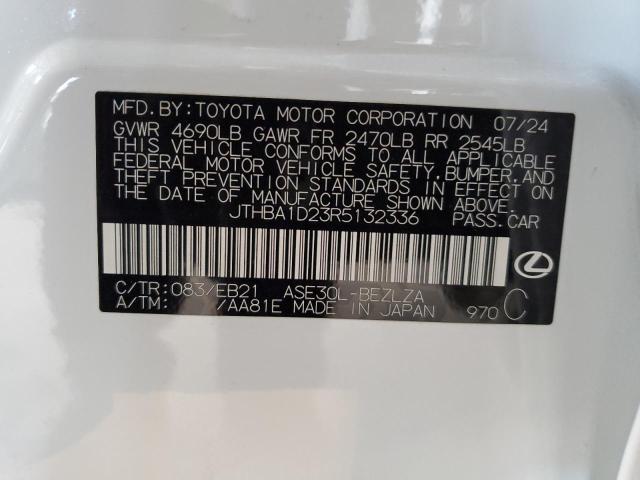 MFD.BY:TOYOTA MOTOR CORPORATION 07/24
GVWR 4690LB GAWR FR 2470LB RR 2545LB
THIS VEHICLE CONFORMS TO ALL APPLICABLE
FEDERAL MOTOR VEHICLE SAFETY,BUMPER,AND
THEFT PREVENTION STANDARDS IN EFFECT ON
THE DATE OF MANUFACTURE SHOWN ABOVE.
JTHBA1D23R5132336 PASS.CAR
C/TR:083/EB21 ASE30L-BEZLZA
A/TM: /AA81E MADE IN JAPAN 970 C